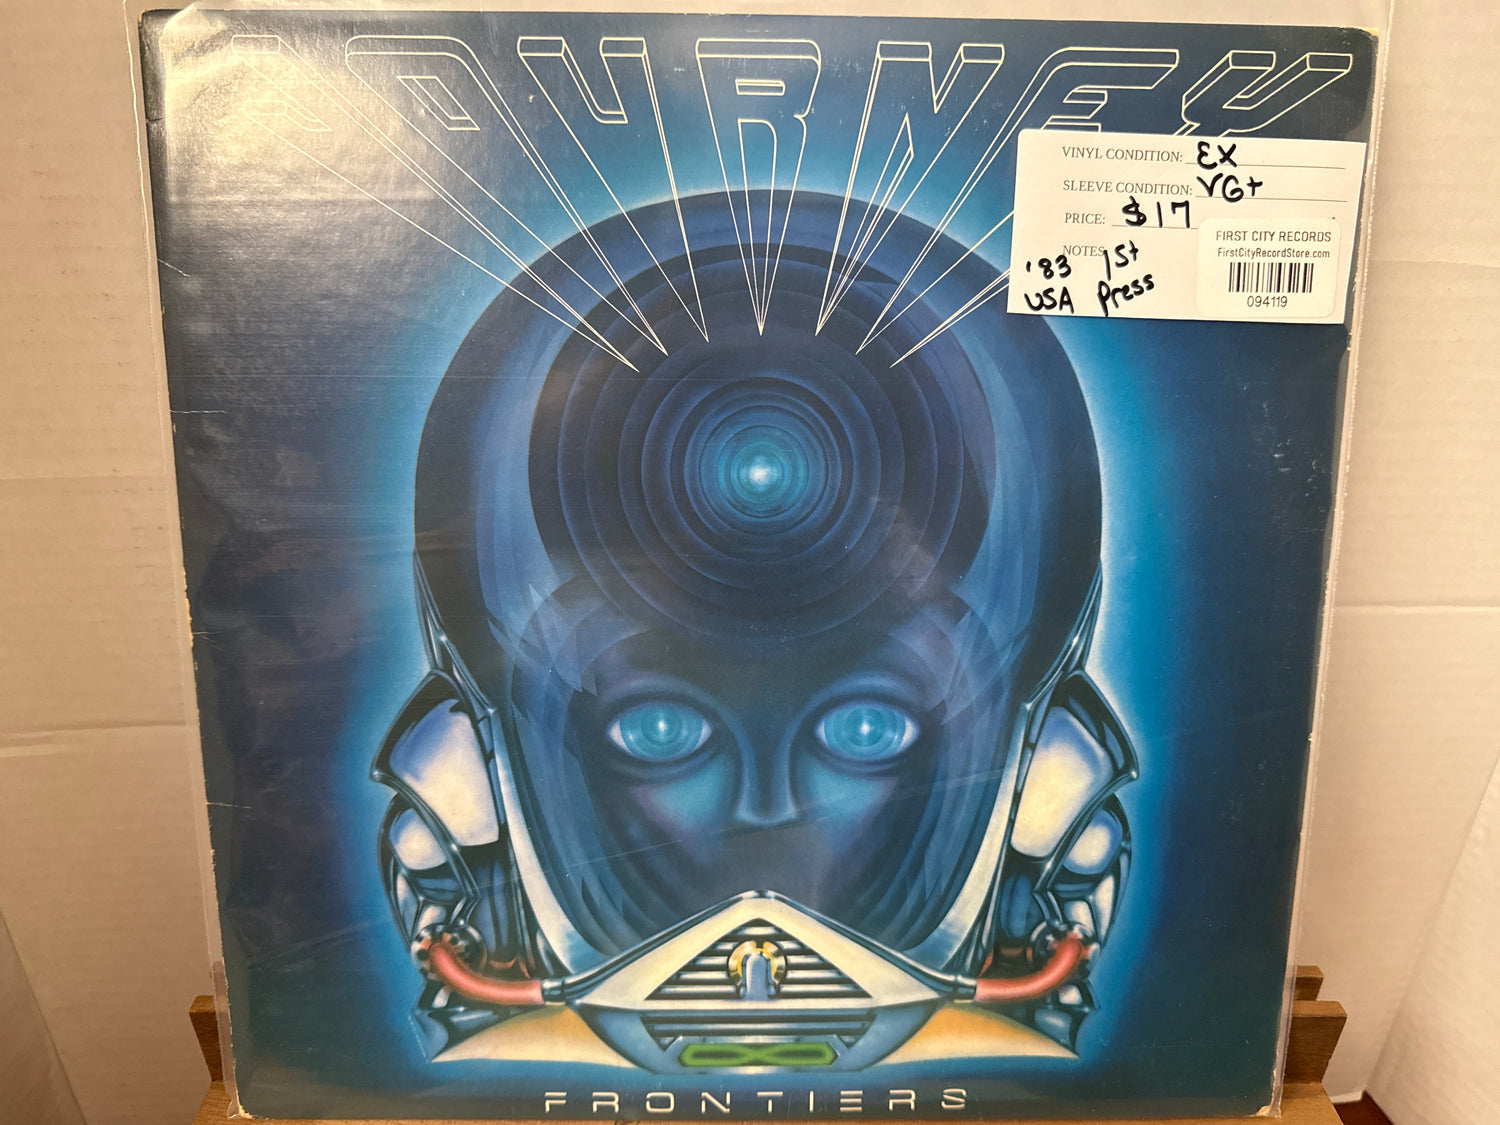 JOURNEY
VINYL CONDITION: EX
SLEEVE CONDITION: VG+
PRICE: $17
NOTES 1st
'83
USA Press
FIRST CITY RECORDS
FirstCityRecordStore.com
094119
FRONTIERS